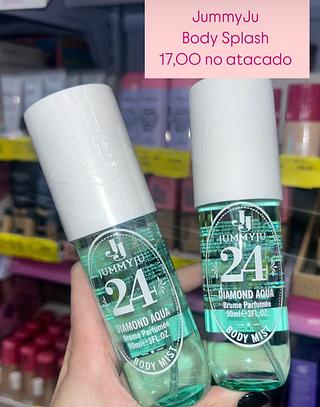 JummyJu
Body Splash
17,00 no atacado
JJ
JUMMYJU
24
DIAMOND AQUA
Brume Parfumée
90ml℮3FL.OZ
BODY MIST
JJ
JUMMYJU
24
DIAMOND AQUA
Brume Parfumée
90ml℮3FL.OZ
BODY MIST